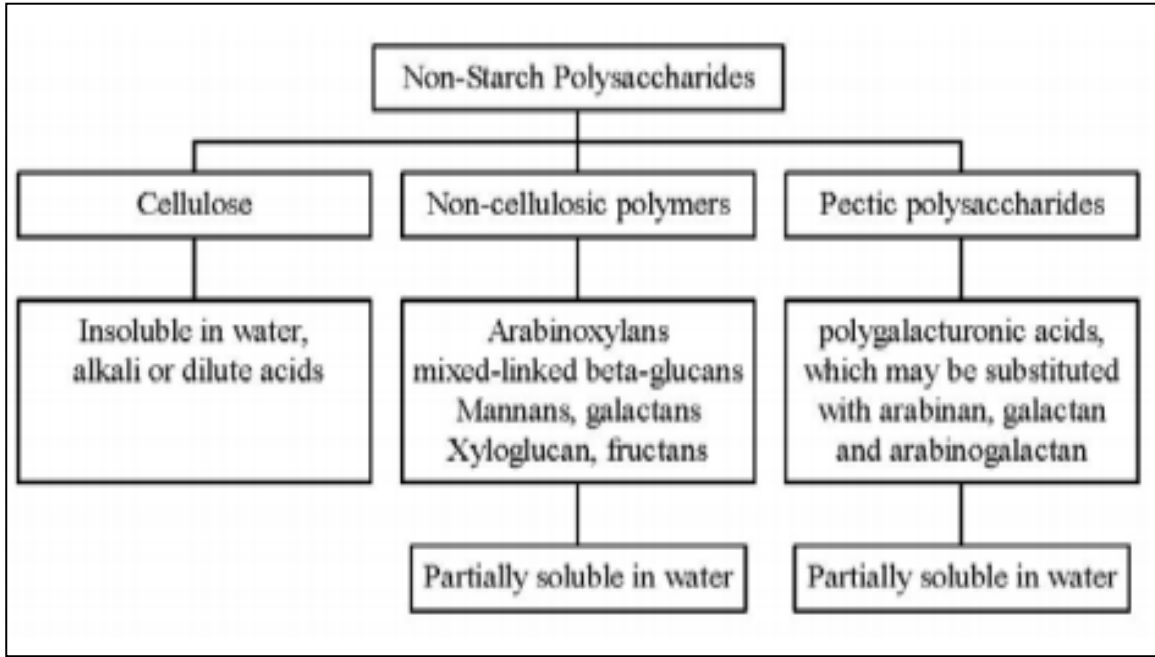 Non-Starch Polysaccharides
Cellulose
Non-cellulosic polymers
Pectic polysaccharides
Insoluble in water,
alkali or dilute acids
Arabinoxylans
mixed-linked beta-glucans
Mannans, galactans
Xyloglucan, fructans
polygalacturonic acids,
which may be substituted
with arabinan, galactan
and arabinogalactan
Partially soluble in water
Partially soluble in water